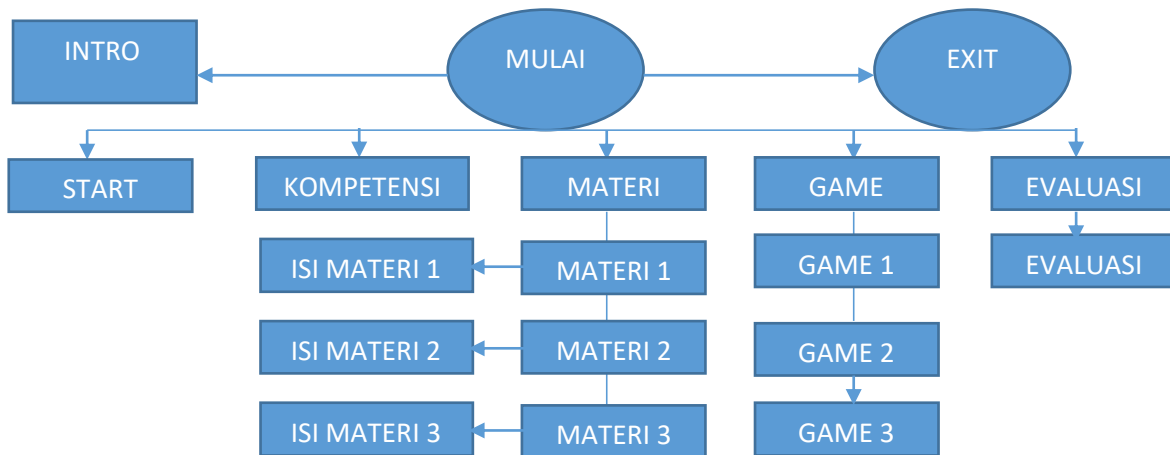 INTRO
MULAI
EXIT
START
KOMPETENSI
MATERI
GAME
EVALUASI
ISI MATERI 1
MATERI 1
GAME 1
EVALUASI
ISI MATERI 2
MATERI 2
GAME 2
ISI MATERI 3
MATERI 3
GAME 3